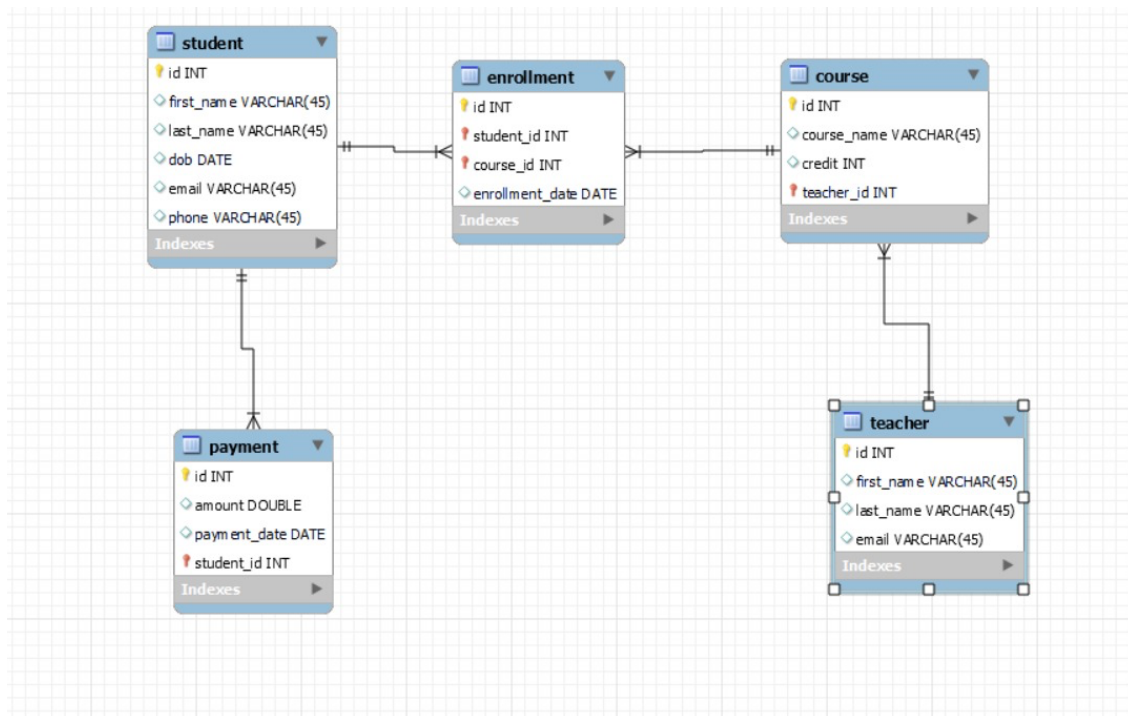 student
id INT
first_name VARCHAR(45)
last_name VARCHAR(45)
dob DATE
email VARCHAR(45)
phone VARCHAR(45)
Indexes
enrollment
id INT
student_id INT
course_id INT
enrollment_date DATE
Indexes
course
id INT
course_name VARCHAR(45)
credit INT
teacher_id INT
Indexes
payment
id INT
amount DOUBLE
payment_date DATE
student_id INT
Indexes
teacher
id INT
first_name VARCHAR(45)
last_name VARCHAR(45)
email VARCHAR(45)
Indexes